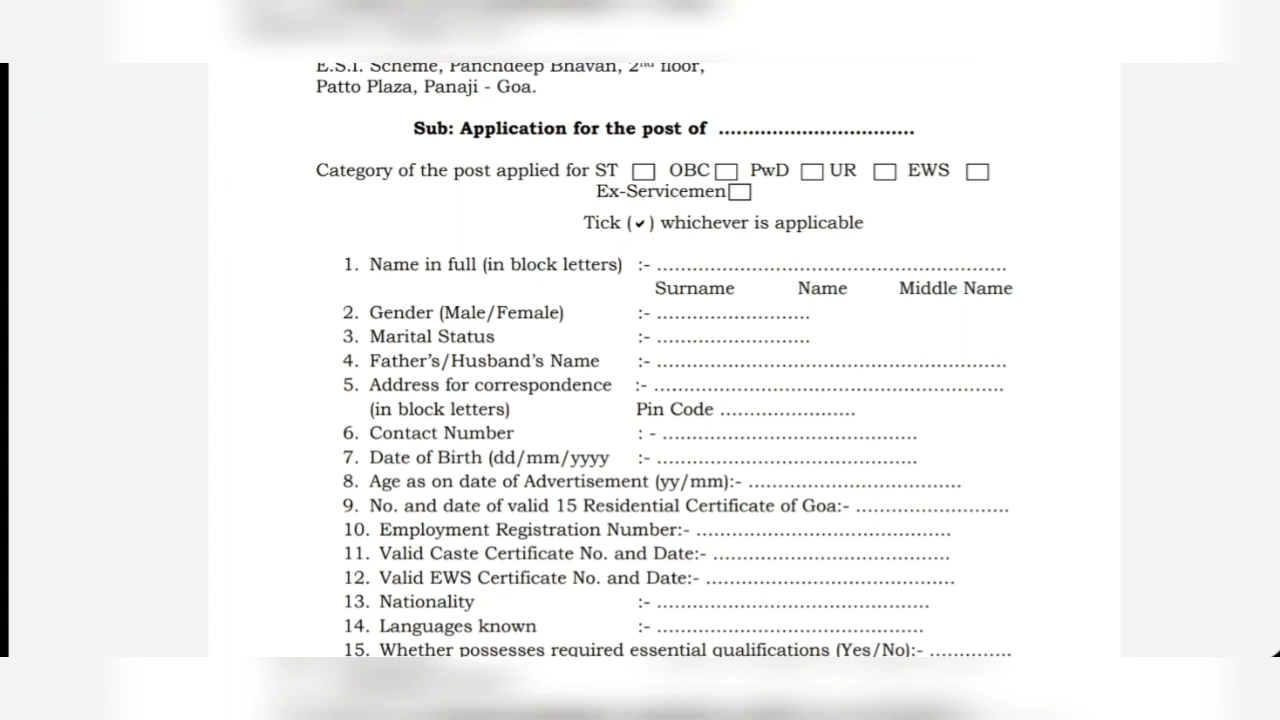 E.S.I. Scheme, Panchdeep Bhavan, 2nd floor,
Patto Plaza, Panaji - Goa.
Sub: Application for the post of .................................
Category of the post applied for ST ☐ OBC ☐ PwD ☐ UR ☐ EWS ☐
Ex-Servicemen ☐
Tick (✓) whichever is applicable
1. Name in full (in block letters) :- ..........................................................
Surname Name Middle Name
2. Gender (Male/Female) :- ..........................
3. Marital Status :- ..........................
4. Father's/Husband's Name :- ..........................................................
5. Address for correspondence :- ..........................................................
(in block letters) Pin Code .......................
6. Contact Number : - ...........................................
7. Date of Birth (dd/mm/yyyy :- ...........................................
8. Age as on date of Advertisement (yy/mm):- ....................................
9. No. and date of valid 15 Residential Certificate of Goa:- ..........................
10. Employment Registration Number:- ...........................................
11. Valid Caste Certificate No. and Date:- ........................................
12. Valid EWS Certificate No. and Date:- ..........................................
13. Nationality :- ..............................................
14. Languages known :- .............................................
15. Whether possesses required essential qualifications (Yes/No):- ..............